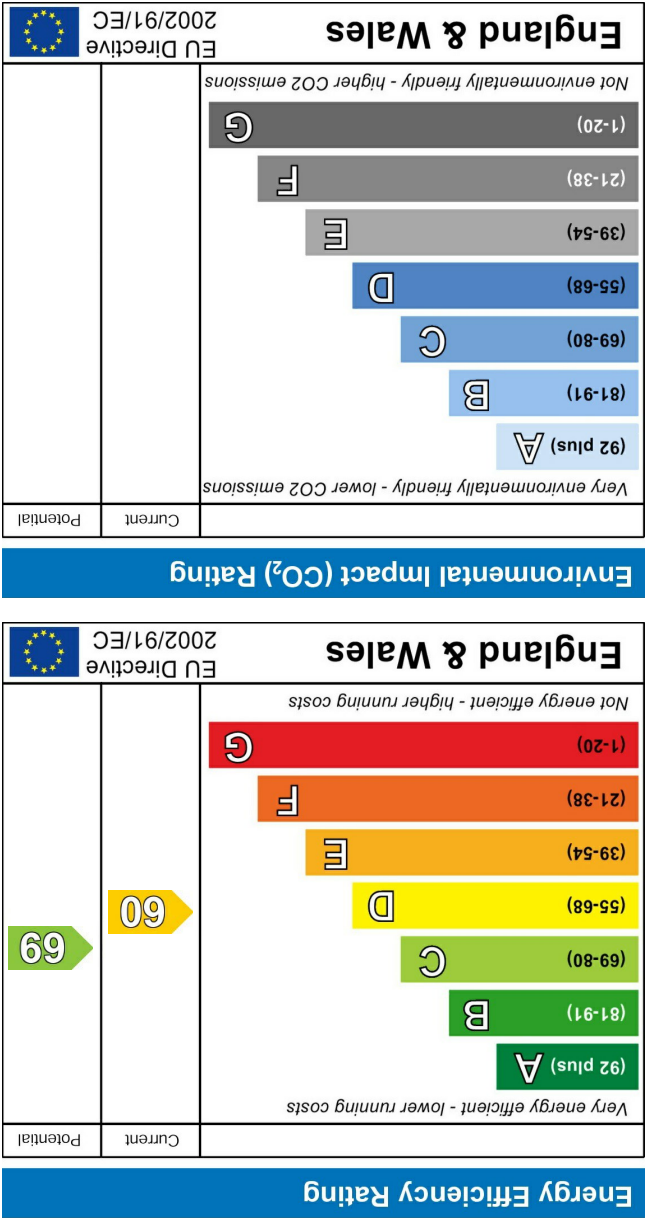 Energy Efficiency Rating
Current
Potential
Very energy efficient - lower running costs
(92 plus) A
(81-91) B
(69-80) C
(55-68) D
(39-54) E
(21-38) F
(1-20) G
60
69
Not energy efficient - higher running costs
England & Wales
EU Directive
2002/91/EC
Environmental Impact (CO₂) Rating
Current
Potential
Very environmentally friendly - lower CO2 emissions
(92 plus) A
(81-91) B
(69-80) C
(55-68) D
(39-54) E
(21-38) F
(1-20) G
Not environmentally friendly - higher CO2 emissions
England & Wales
EU Directive
2002/91/EC